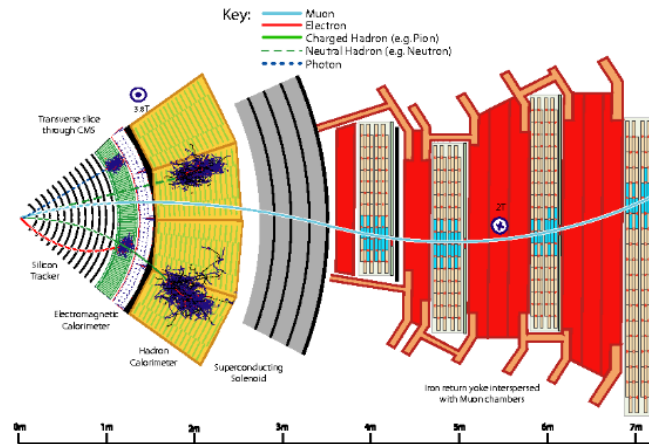 Key:
Muon
Electron
Charged Hadron (e.g. Pion)
Neutral Hadron (e.g. Neutron)
Photon
3.8T
Transverse slice
through CMS
2T
Silicon
Tracker
Electromagnetic
Calorimeter
Hadron
Calorimeter
Superconducting
Solenoid
Iron return yoke interspersed
with Muon chambers
0m
1m
2m
3m
4m
5m
6m
7m